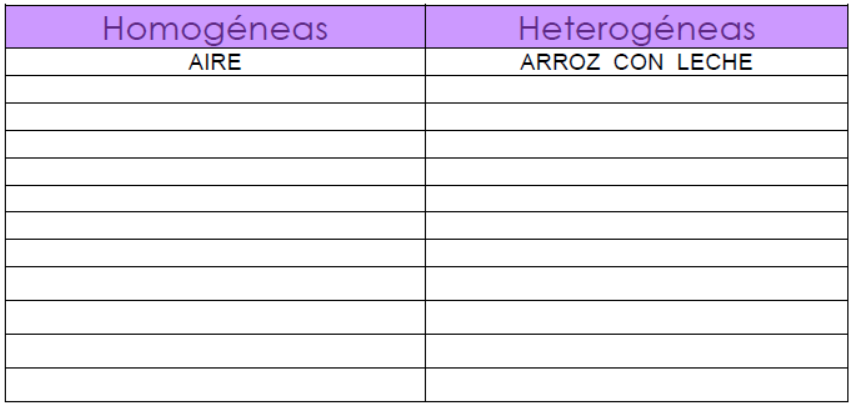 Homogéneas Heterogéneas
AIRE ARROZ CON LECHE